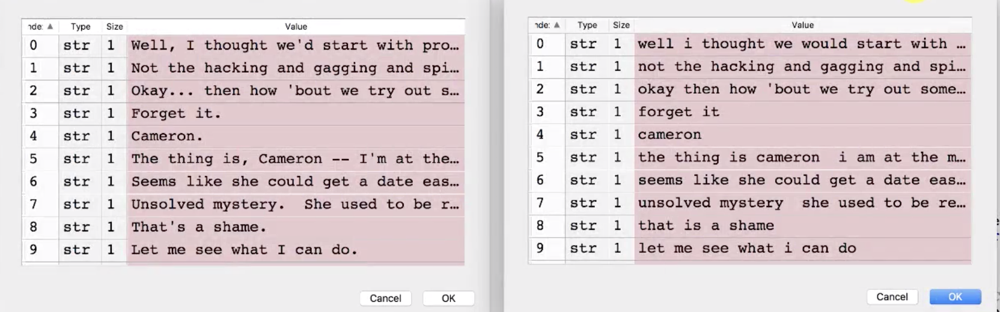 nde: ▲ Type Size Value
0 str 1 Well, I thought we'd start with pro…
1 str 1 Not the hacking and gagging and spi…
2 str 1 Okay... then how 'bout we try out s…
3 str 1 Forget it.
4 str 1 Cameron.
5 str 1 The thing is, Cameron -- I'm at the…
6 str 1 Seems like she could get a date eas…
7 str 1 Unsolved mystery.  She used to be r…
8 str 1 That's a shame.
9 str 1 Let me see what I can do.
Cancel OK
nde: ▲ Type Size Value
0 str 1 well i thought we would start with …
1 str 1 not the hacking and gagging and spi…
2 str 1 okay then how 'bout we try out some…
3 str 1 forget it
4 str 1 cameron
5 str 1 the thing is cameron  i am at the m…
6 str 1 seems like she could get a date eas…
7 str 1 unsolved mystery  she used to be re…
8 str 1 that is a shame
9 str 1 let me see what i can do
Cancel OK